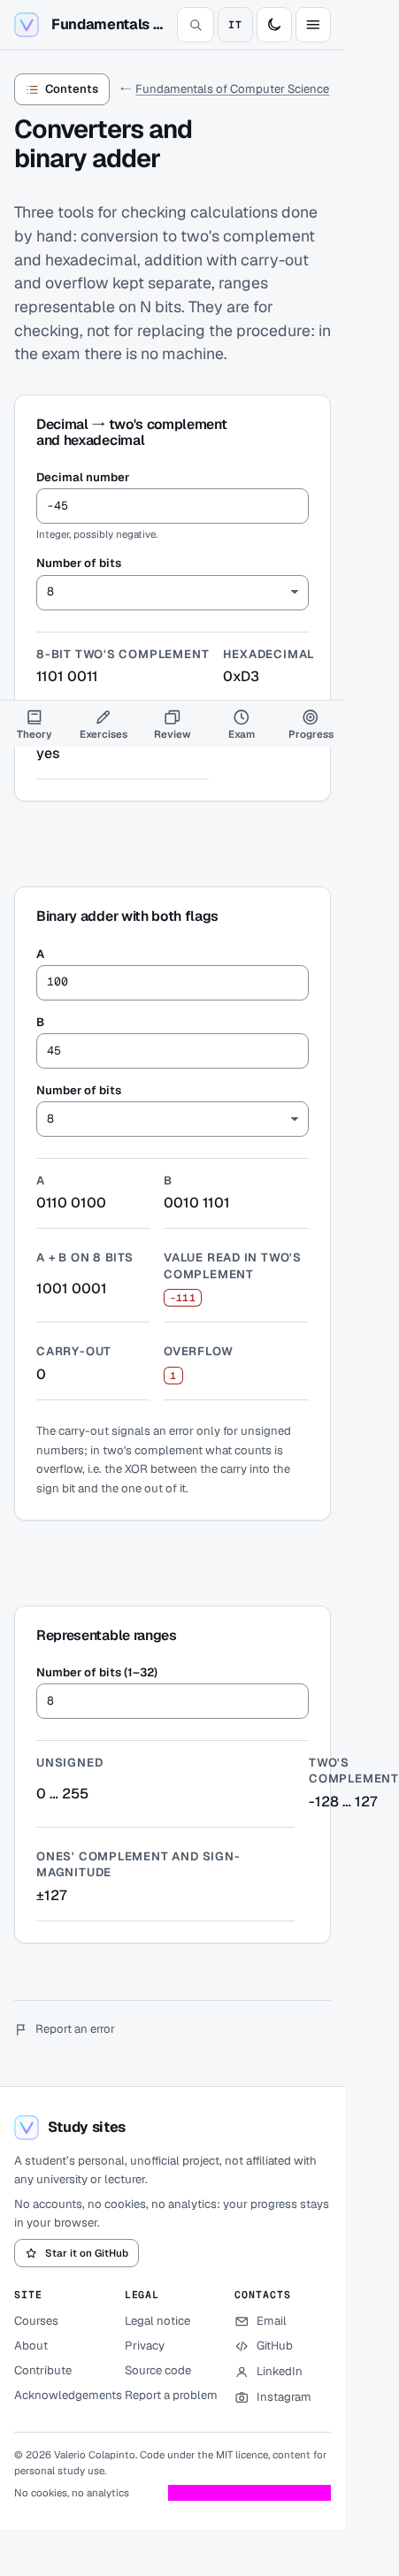 Fundamentals ...
IT
Contents
← Fundamentals of Computer Science
Converters and
binary adder
Three tools for checking calculations done
by hand: conversion to two's complement
and hexadecimal, addition with carry-out
and overflow kept separate, ranges
representable on N bits. They are for
checking, not for replacing the procedure: in
the exam there is no machine.
Decimal → two's complement
and hexadecimal
Decimal number
-45
Integer, possibly negative.
Number of bits
8
8-BIT TWO'S COMPLEMENT
HEXADECIMAL
1101 0011
0xD3
Theory
Exercises
Review
Exam
Progress
yes
Binary adder with both flags
A
100
B
45
Number of bits
8
A
B
0110 0100
0010 1101
A + B ON 8 BITS
VALUE READ IN TWO'S
COMPLEMENT
1001 0001
-111
CARRY-OUT
OVERFLOW
0
1
The carry-out signals an error only for unsigned
numbers; in two's complement what counts is
overflow, i.e. the XOR between the carry into the
sign bit and the one out of it.
Representable ranges
Number of bits (1–32)
8
UNSIGNED
TWO'S
COMPLEMENT
0 … 255
-128 … 127
ONES' COMPLEMENT AND SIGN-
MAGNITUDE
±127
Report an error
Study sites
A student's personal, unofficial project, not affiliated with
any university or lecturer.
No accounts, no cookies, no analytics: your progress stays
in your browser.
Star it on GitHub
SITE
LEGAL
CONTACTS
Courses
Legal notice
Email
About
Privacy
GitHub
Contribute
Source code
LinkedIn
Acknowledgements
Report a problem
Instagram
© 2026 Valerio Colapinto. Code under the MIT licence, content for
personal study use.
No cookies, no analytics